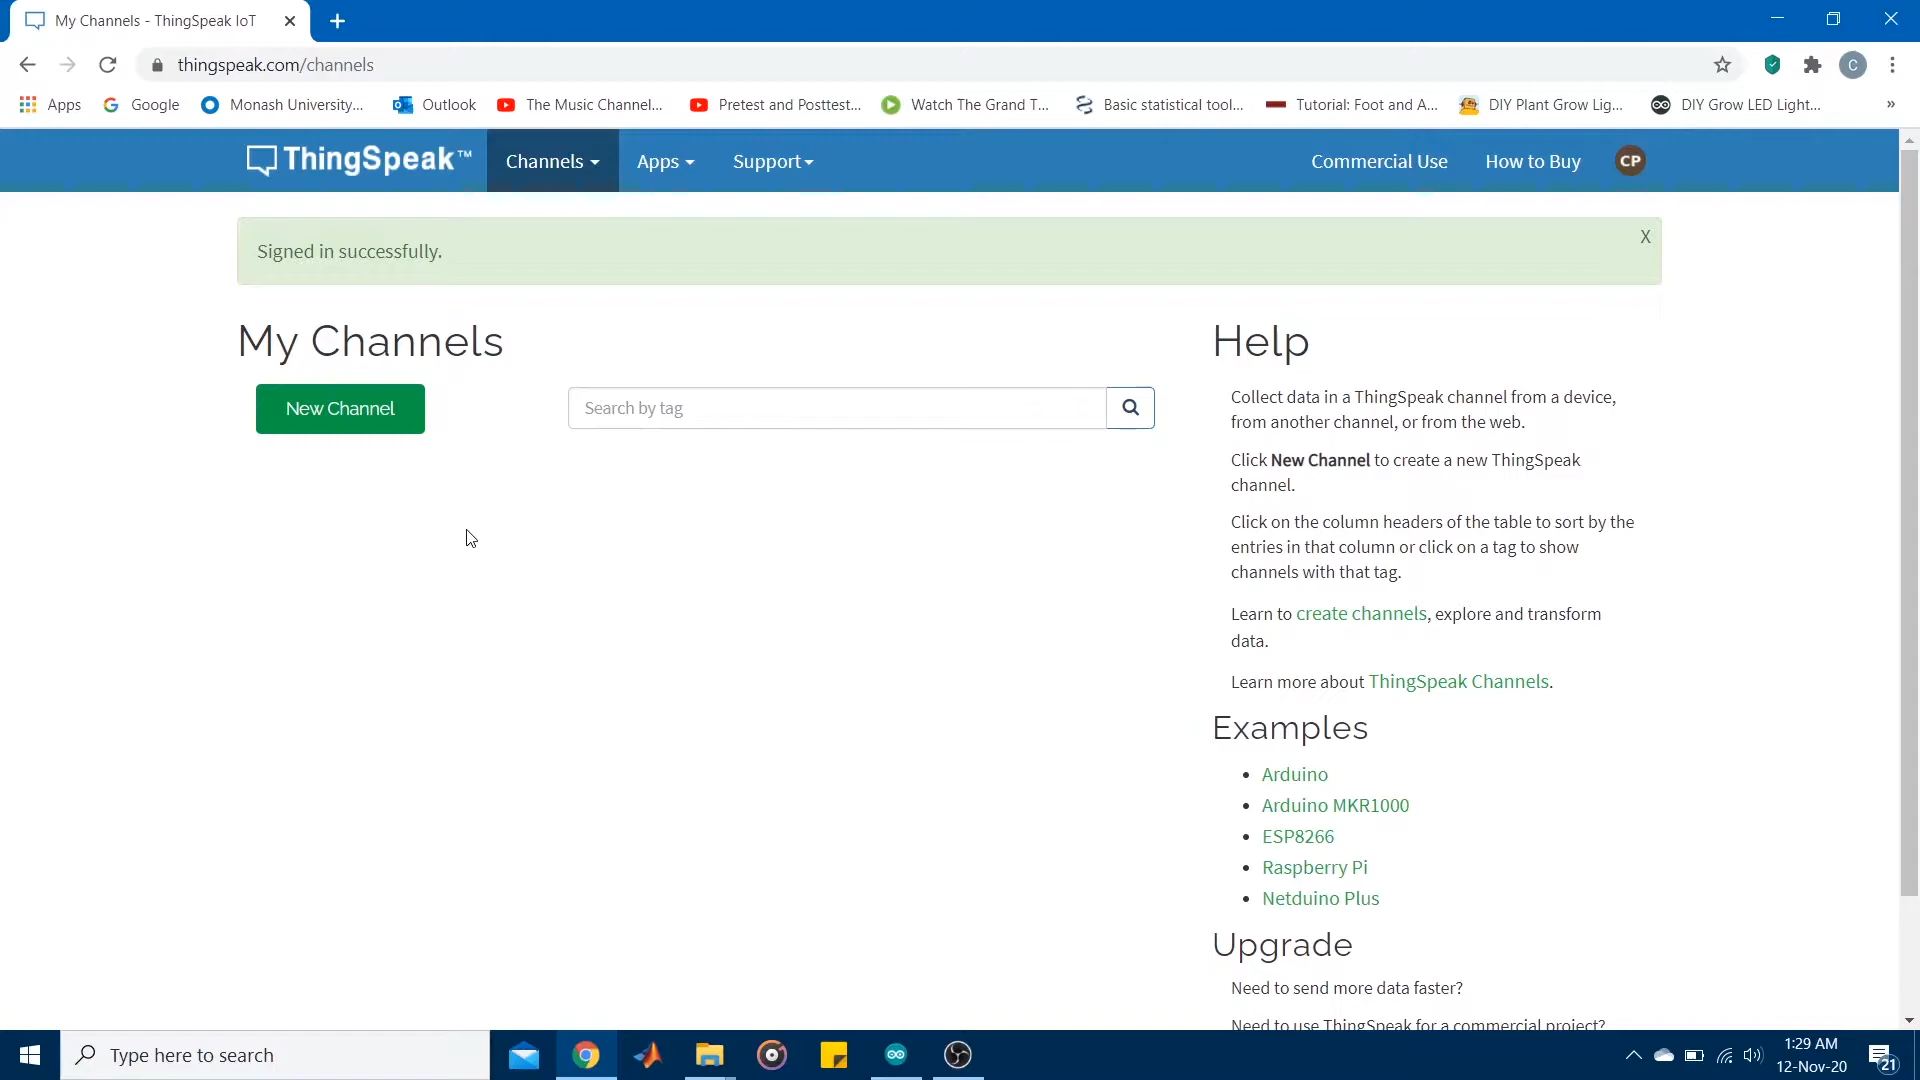 My Channels - ThingSpeak IoT
thingspeak.com/channels
Apps Google Monash University... Outlook The Music Channel... Pretest and Posttest... Watch The Grand T... Basic statistical tool... Tutorial: Foot and A... DIY Plant Grow Lig... DIY Grow LED Light... »
ThingSpeak™ Channels Apps Support Commercial Use How to Buy CP
Signed in successfully.
X
My Channels
New Channel
Search by tag
Help
Collect data in a ThingSpeak channel from a device,
from another channel, or from the web.
Click New Channel to create a new ThingSpeak
channel.
Click on the column headers of the table to sort by the
entries in that column or click on a tag to show
channels with that tag.
Learn to create channels, explore and transform
data.
Learn more about ThingSpeak Channels.
Examples
Arduino
Arduino MKR1000
ESP8266
Raspberry Pi
Netduino Plus
Upgrade
Need to send more data faster?
Need to use ThingSpeak for a commercial project?
Type here to search
1:29 AM
12-Nov-20
21
C